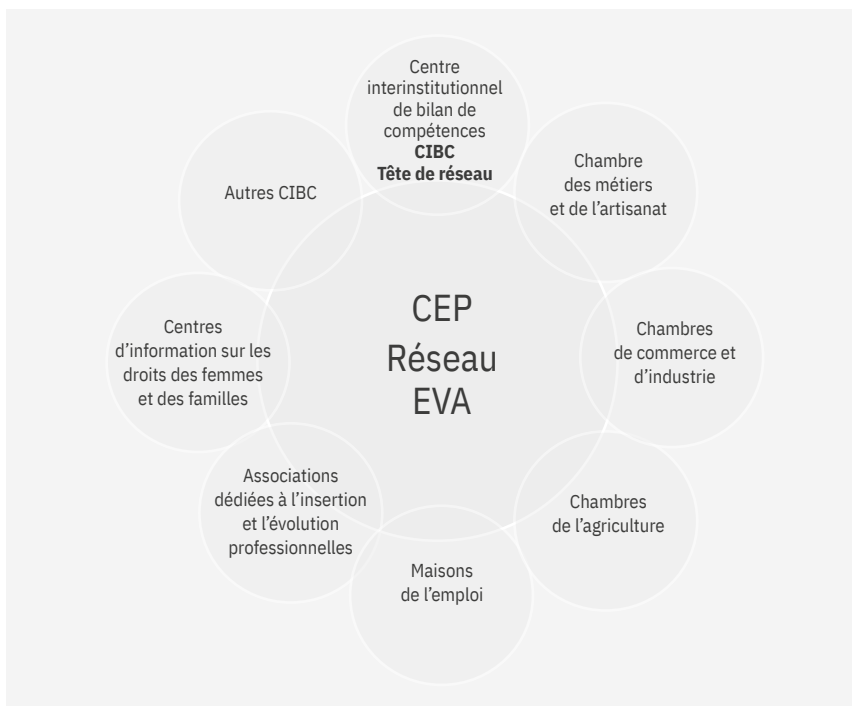 Centre
interinstitutionnel
de bilan de
compétences
CIBC
Tête de réseau
Chambre
des métiers
et de l’artisanat
Chambres
de commerce et
d’industrie
Chambres
de l’agriculture
Maisons
de l’emploi
Associations
dédiées à l’insertion
et l’évolution
professionnelles
Centres
d’information sur les
droits des femmes
et des familles
Autres CIBC
CEP
Réseau
EVA